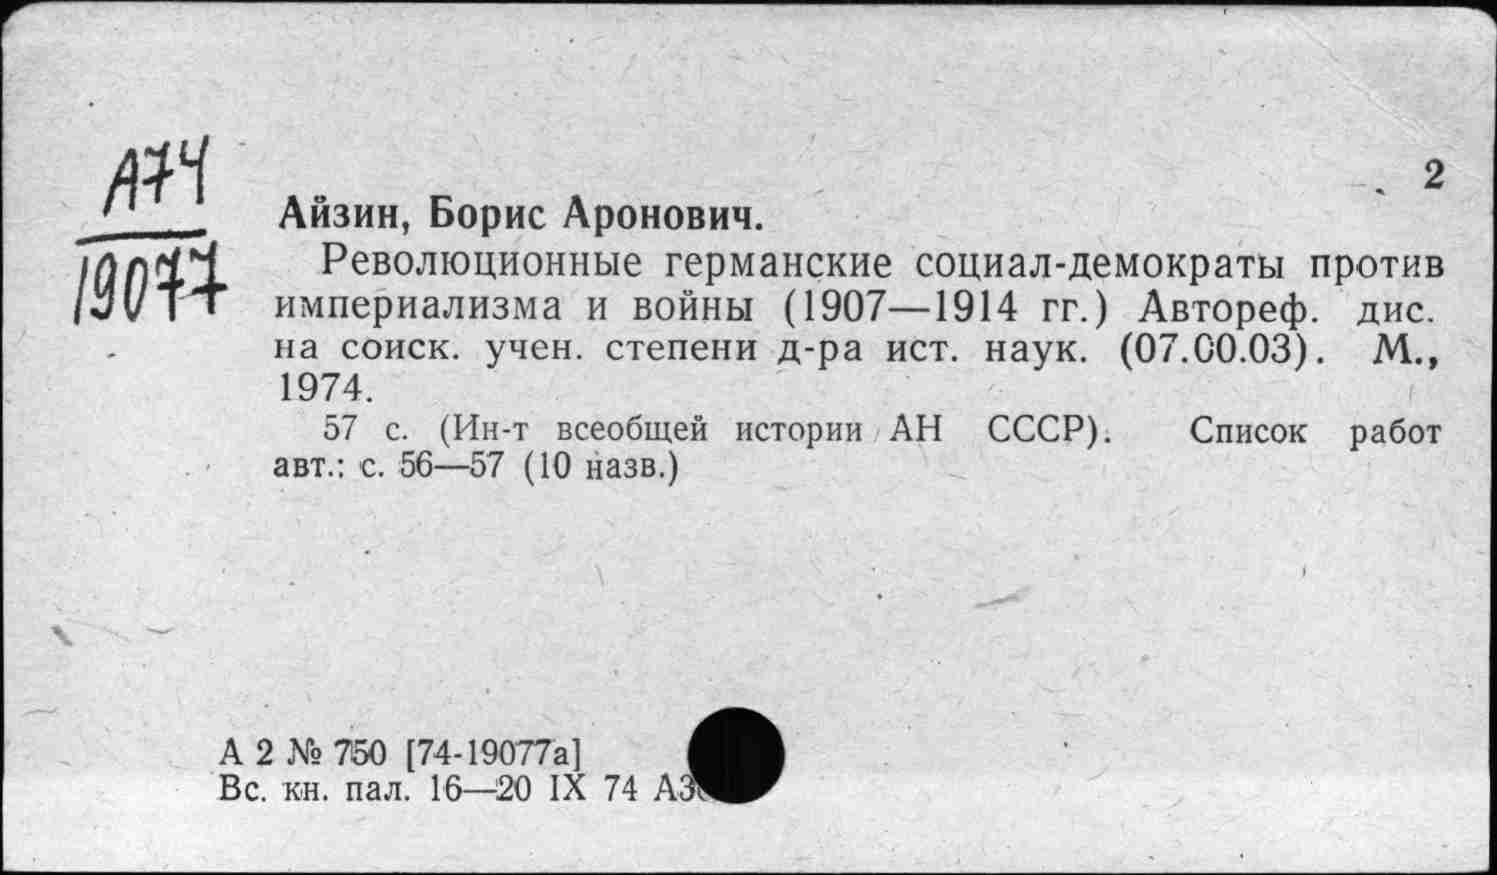 А74
19077
2
Айзин, Борис Аронович.
Революционные германские социал-демократы против
империализма и войны (1907—1914 гг.) Автореф. дис.
на соиск. учен. степени д-ра ист. наук. (07.00.03). М.,
1974.
57 с. (Ин-т всеобщей истории АН СССР). Список работ
авт.: с. 56—57 (10 назв.)
А 2 № 750 [74-19077а]
Вс. кн. пал. 16—20 IX 74